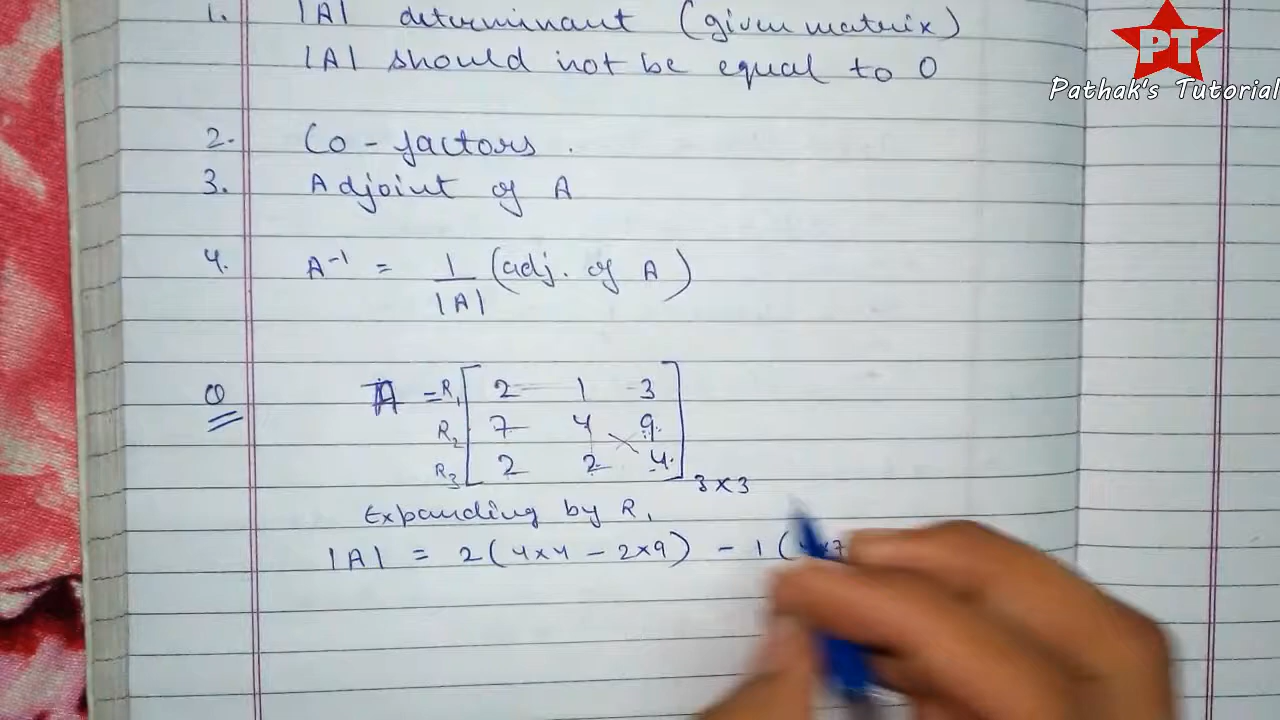 1. |A| determinant (given matrix)
|A| should not be equal to 0
PT
Pathak's Tutorial
2. Co-factors.
3. Adjoint of A
4. A⁻¹ = 1/|A| (adj. of A)
Q A = R₁ [ 2 1 3
R₂ 7 4 9
R₃ 2 2 4 ] 3×3
Expanding by R₁
|A| = 2(4×4 - 2×9) - 1(4×7